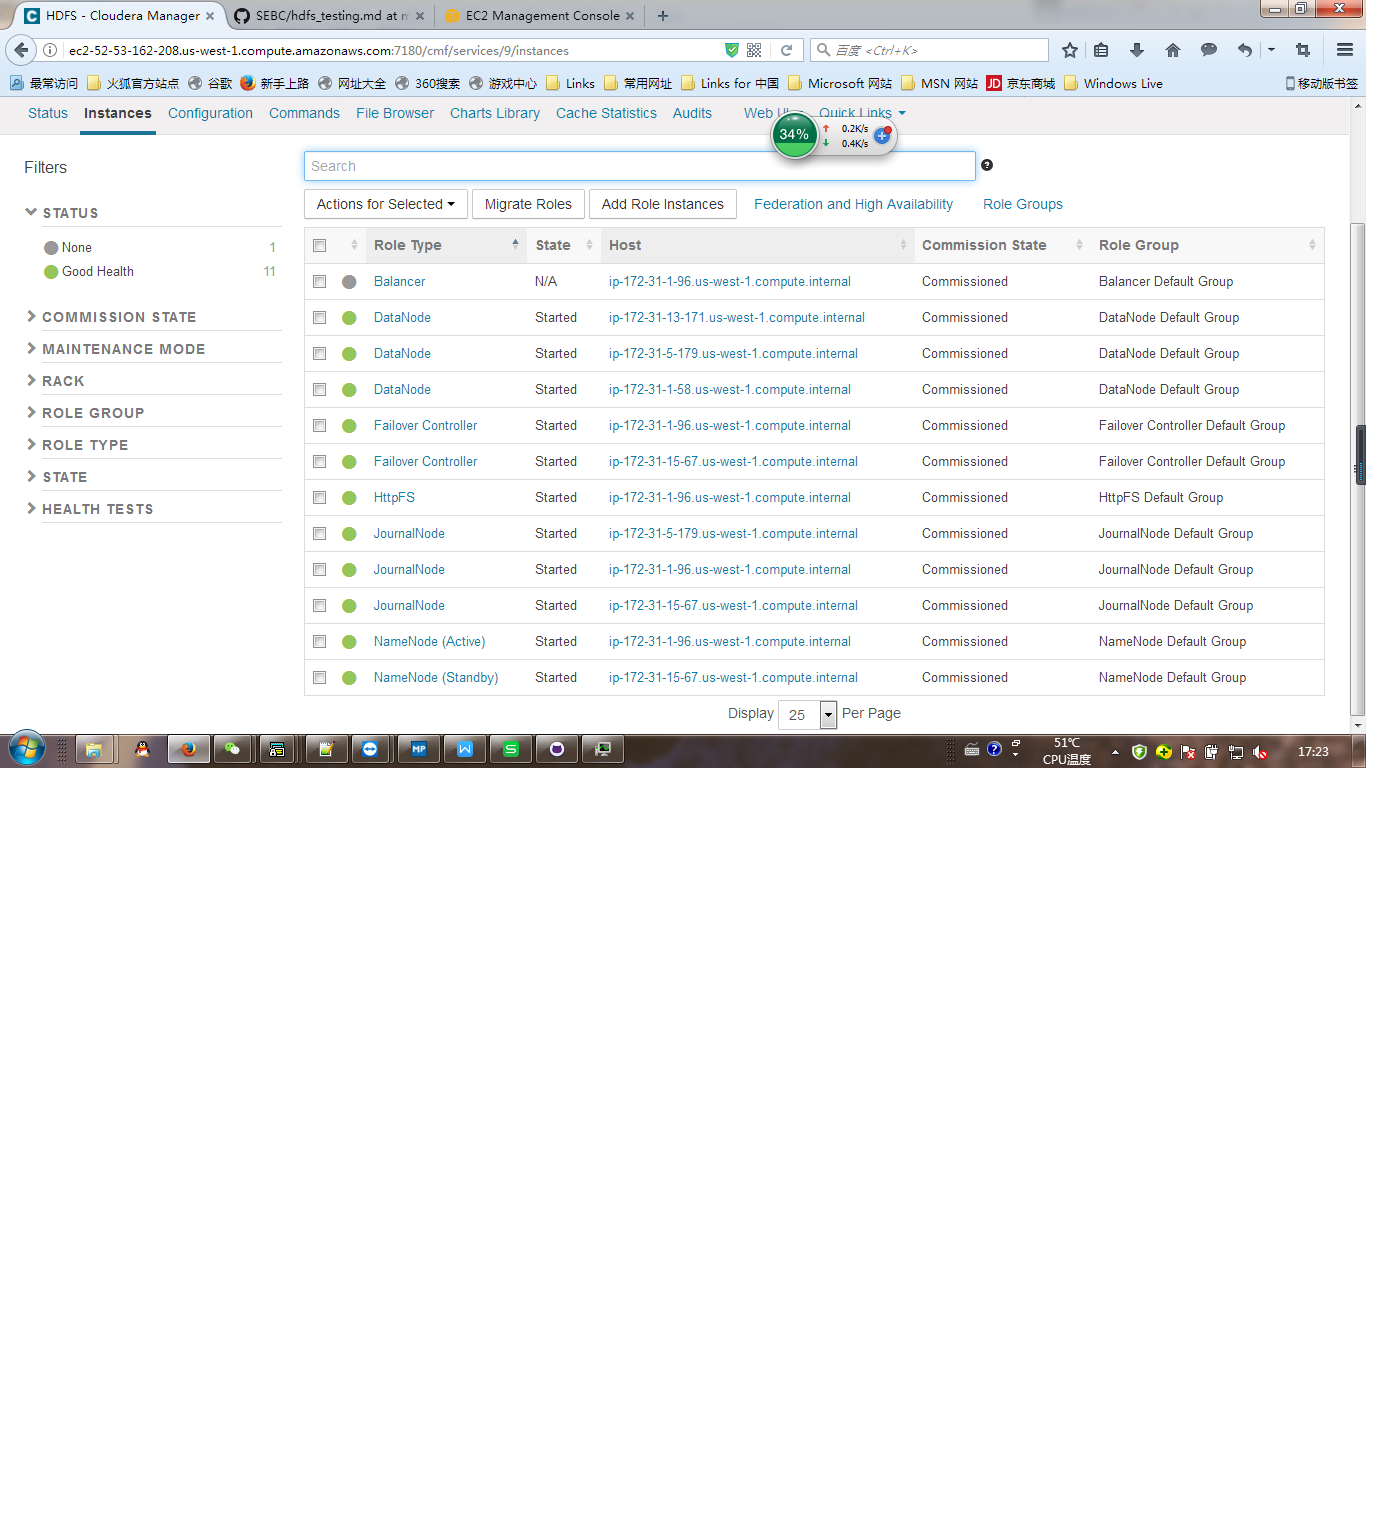 HDFS - Cloudera Manager
SEBC/hdfs_testing.md at m
EC2 Management Console
ec2-52-53-162-208.us-west-1.compute.amazonaws.com:7180/cmf/services/9/instances
百度 <Ctrl+K>
最常访问 火狐官方站点 谷歌 新手上路 网址大全 360搜索 游戏中心 Links 常用网址 Links for 中国 Microsoft 网站 MSN 网站 JD 京东商城 Windows Live 移动版书签
Status Instances Configuration Commands File Browser Charts Library Cache Statistics Audits Web U Quick Links
34% 0.2K/s
0.4K/s
Filters
Search
STATUS
None 1
Good Health 11
COMMISSION STATE
MAINTENANCE MODE
RACK
ROLE GROUP
ROLE TYPE
STATE
HEALTH TESTS
Actions for Selected Migrate Roles Add Role Instances Federation and High Availability Role Groups
Role Type State Host Commission State Role Group
Balancer N/A ip-172-31-1-96.us-west-1.compute.internal Commissioned Balancer Default Group
DataNode Started ip-172-31-13-171.us-west-1.compute.internal Commissioned DataNode Default Group
DataNode Started ip-172-31-5-179.us-west-1.compute.internal Commissioned DataNode Default Group
DataNode Started ip-172-31-1-58.us-west-1.compute.internal Commissioned DataNode Default Group
Failover Controller Started ip-172-31-1-96.us-west-1.compute.internal Commissioned Failover Controller Default Group
Failover Controller Started ip-172-31-15-67.us-west-1.compute.internal Commissioned Failover Controller Default Group
HttpFS Started ip-172-31-1-96.us-west-1.compute.internal Commissioned HttpFS Default Group
JournalNode Started ip-172-31-5-179.us-west-1.compute.internal Commissioned JournalNode Default Group
JournalNode Started ip-172-31-1-96.us-west-1.compute.internal Commissioned JournalNode Default Group
JournalNode Started ip-172-31-15-67.us-west-1.compute.internal Commissioned JournalNode Default Group
NameNode (Active) Started ip-172-31-1-96.us-west-1.compute.internal Commissioned NameNode Default Group
NameNode (Standby) Started ip-172-31-15-67.us-west-1.compute.internal Commissioned NameNode Default Group
Display 25 Per Page
MP
51℃
CPU温度
17:23